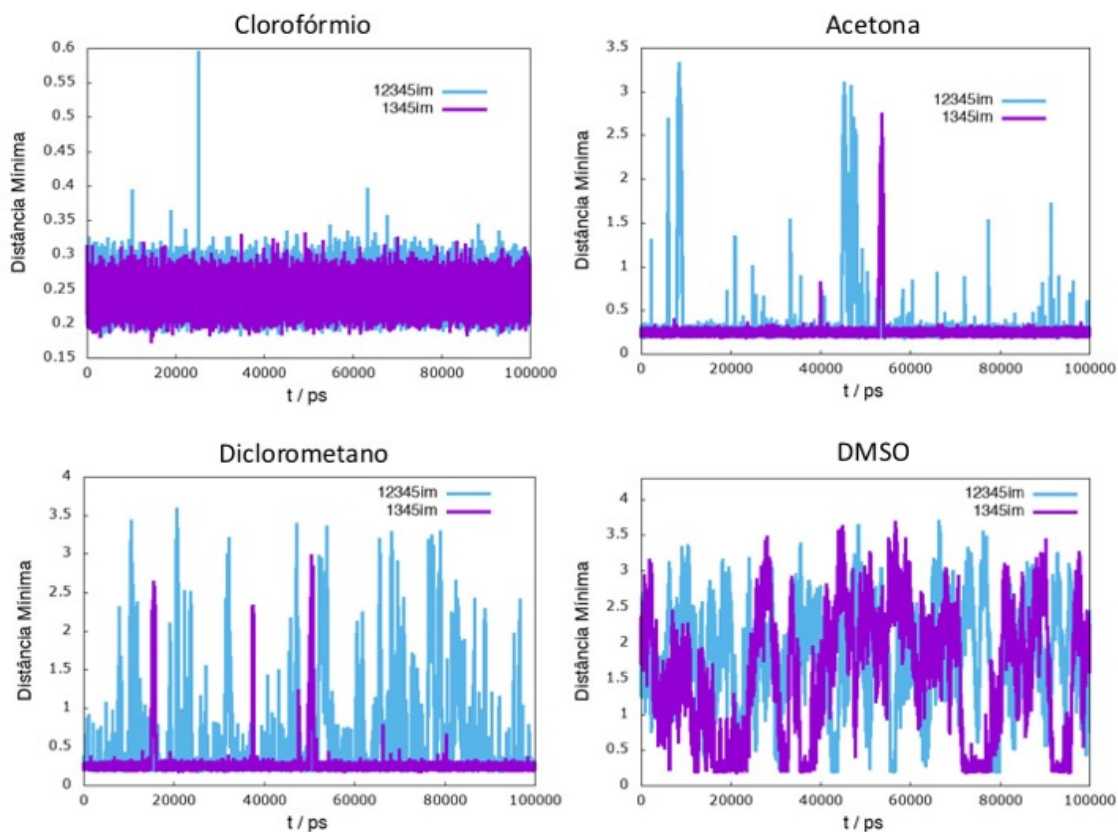 Clorofórmio
0.6
0.55
0.5
0.45
0.4
0.35
0.3
0.25
0.2
0.15
12345im
1345im
Distância Mínima
0 20000 40000 60000 80000 100000
t / ps
Acetona
3.5
3
2.5
2
1.5
1
0.5
0
12345im
1345im
Distância Mínima
0 20000 40000 60000 80000 100000
t / ps
Diclorometano
4
3.5
3
2.5
2
1.5
1
0.5
0
12345im
1345im
Distância Mínima
0 20000 40000 60000 80000 100000
t / ps
DMSO
4
3.5
3
2.5
2
1.5
1
0.5
0
12345im
1345im
Distância Mínima
0 20000 40000 60000 80000 100000
t / ps